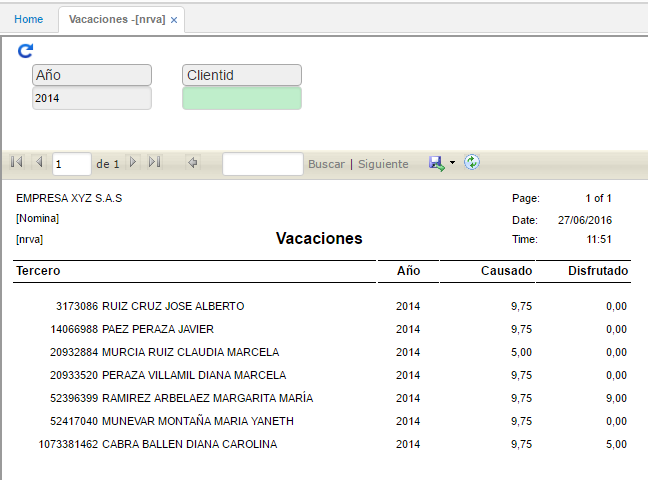 Home Vacaciones -[nrva] ×
Año Clientid
2014
1 de 1 Buscar | Siguiente
EMPRESA XYZ S.A.S Page: 1 of 1
[Nomina] Date: 27/06/2016
[nrva] Vacaciones Time: 11:51
Tercero Año Causado Disfrutado
3173086 RUIZ CRUZ JOSE ALBERTO 2014 9,75 0,00
14066988 PAEZ PERAZA JAVIER 2014 9,75 0,00
20932884 MURCIA RUIZ CLAUDIA MARCELA 2014 5,00 0,00
20933520 PERAZA VILLAMIL DIANA MARCELA 2014 9,75 0,00
52396399 RAMIREZ ARBELAEZ MARGARITA MARÍA 2014 9,75 9,00
52417040 MUNEVAR MONTAÑA MARIA YANETH 2014 9,75 0,00
1073381462 CABRA BALLEN DIANA CAROLINA 2014 9,75 5,00